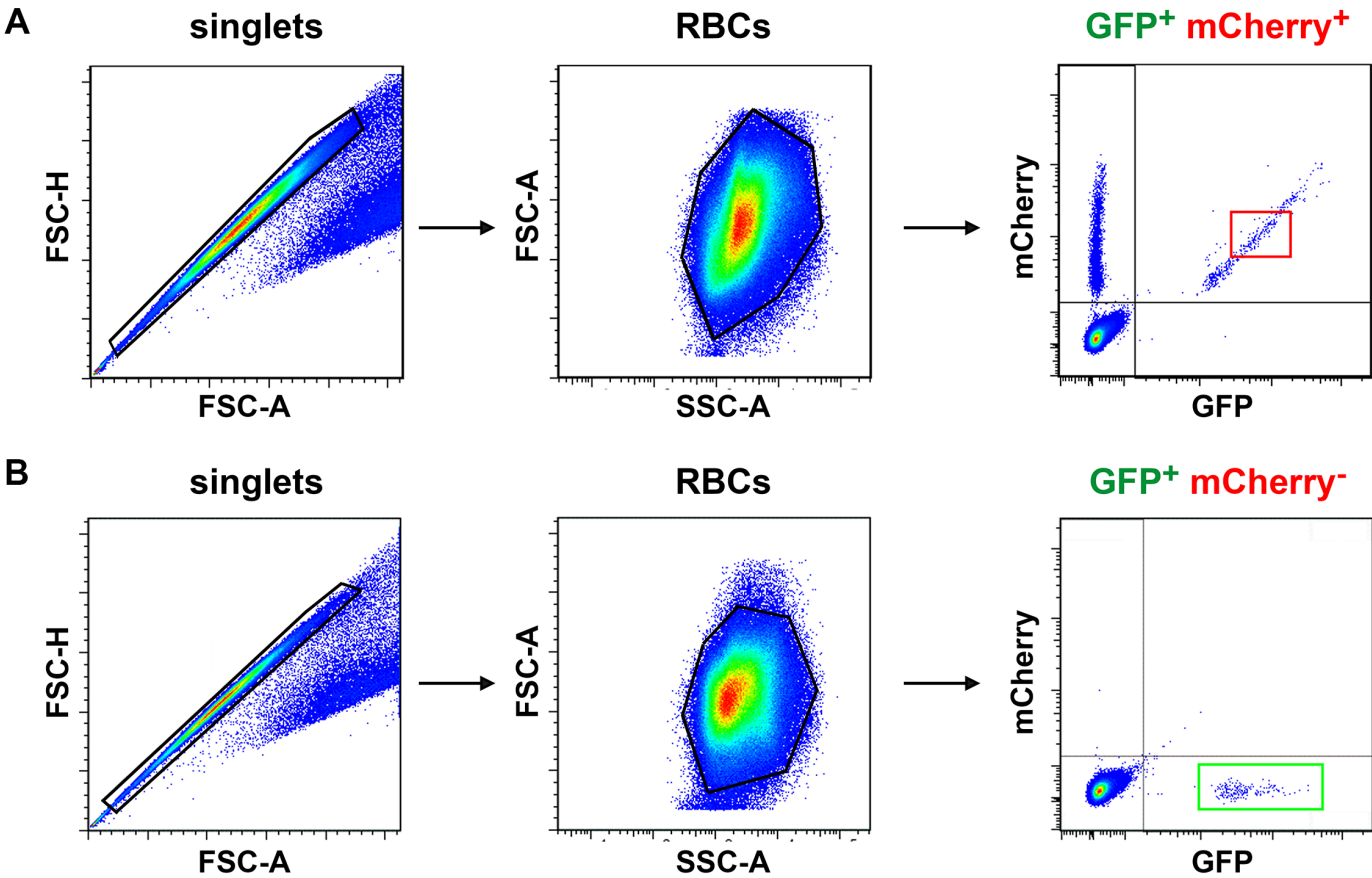 A
singlets
RBCs
GFP+ mCherry+
FSC-H
FSC-A
mCherry
FSC-A
SSC-A
GFP
B
singlets
RBCs
GFP+ mCherry-
FSC-H
FSC-A
mCherry
FSC-A
SSC-A
GFP